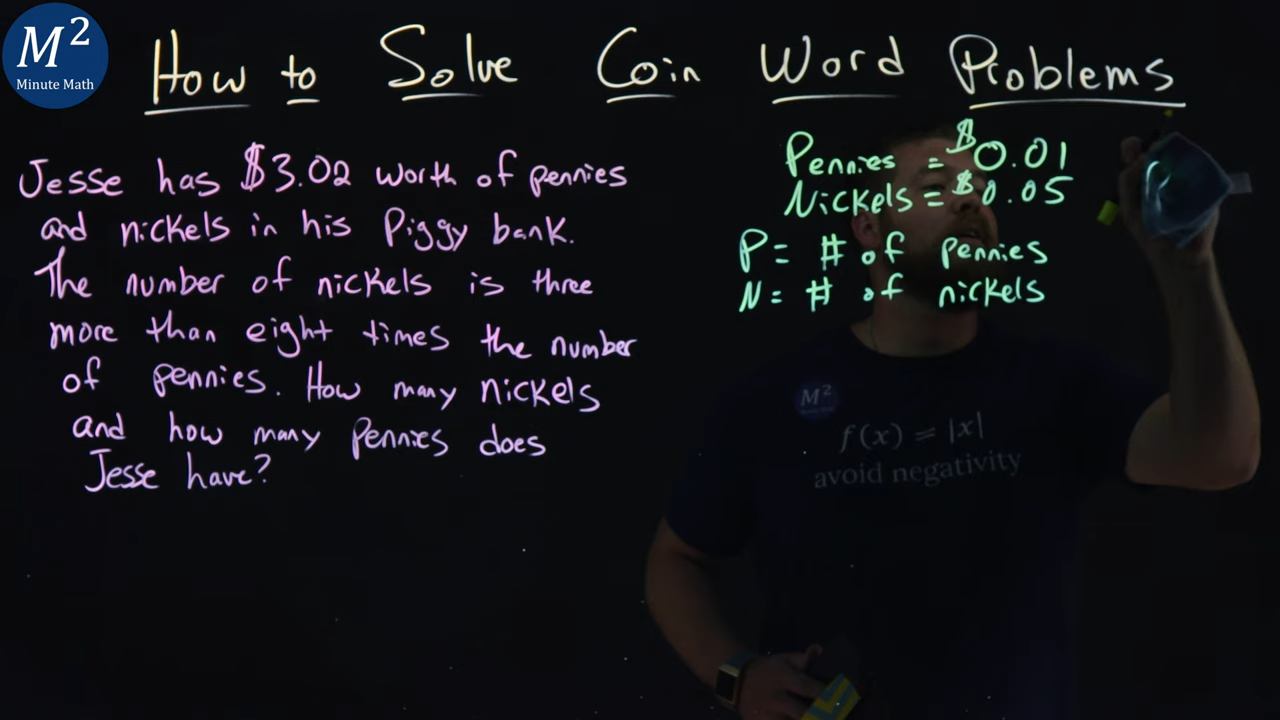 M²
Minute Math
How to Solve Coin Word Problems
Jesse has $3.02 worth of pennies
and nickels in his Piggy bank.
The number of nickels is three
more than eight times the number
of pennies. How many nickels
and how many Pennies does
Jesse have?
Pennies = $0.01
Nickels = $0.05
P = # of pennies
N = # of nickels
M²
f(x) = |x|
avoid negativity